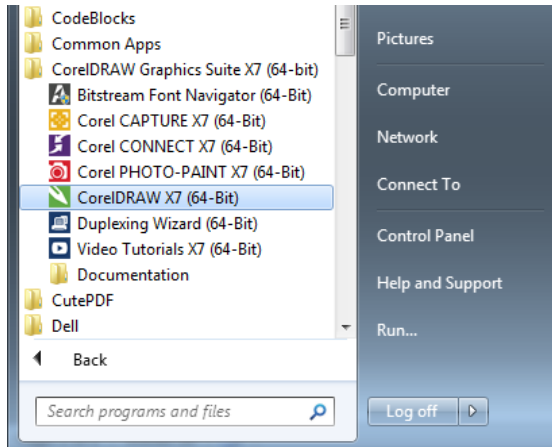 CodeBlocks
Common Apps
CorelDRAW Graphics Suite X7 (64-bit)
Bitstream Font Navigator (64-Bit)
Corel CAPTURE X7 (64-Bit)
Corel CONNECT X7 (64-Bit)
Corel PHOTO-PAINT X7 (64-Bit)
CorelDRAW X7 (64-Bit)
Duplexing Wizard (64-Bit)
Video Tutorials X7 (64-Bit)
Documentation
CutePDF
Dell
Back
Search programs and files
Pictures
Computer
Network
Connect To
Control Panel
Help and Support
Run...
Log off